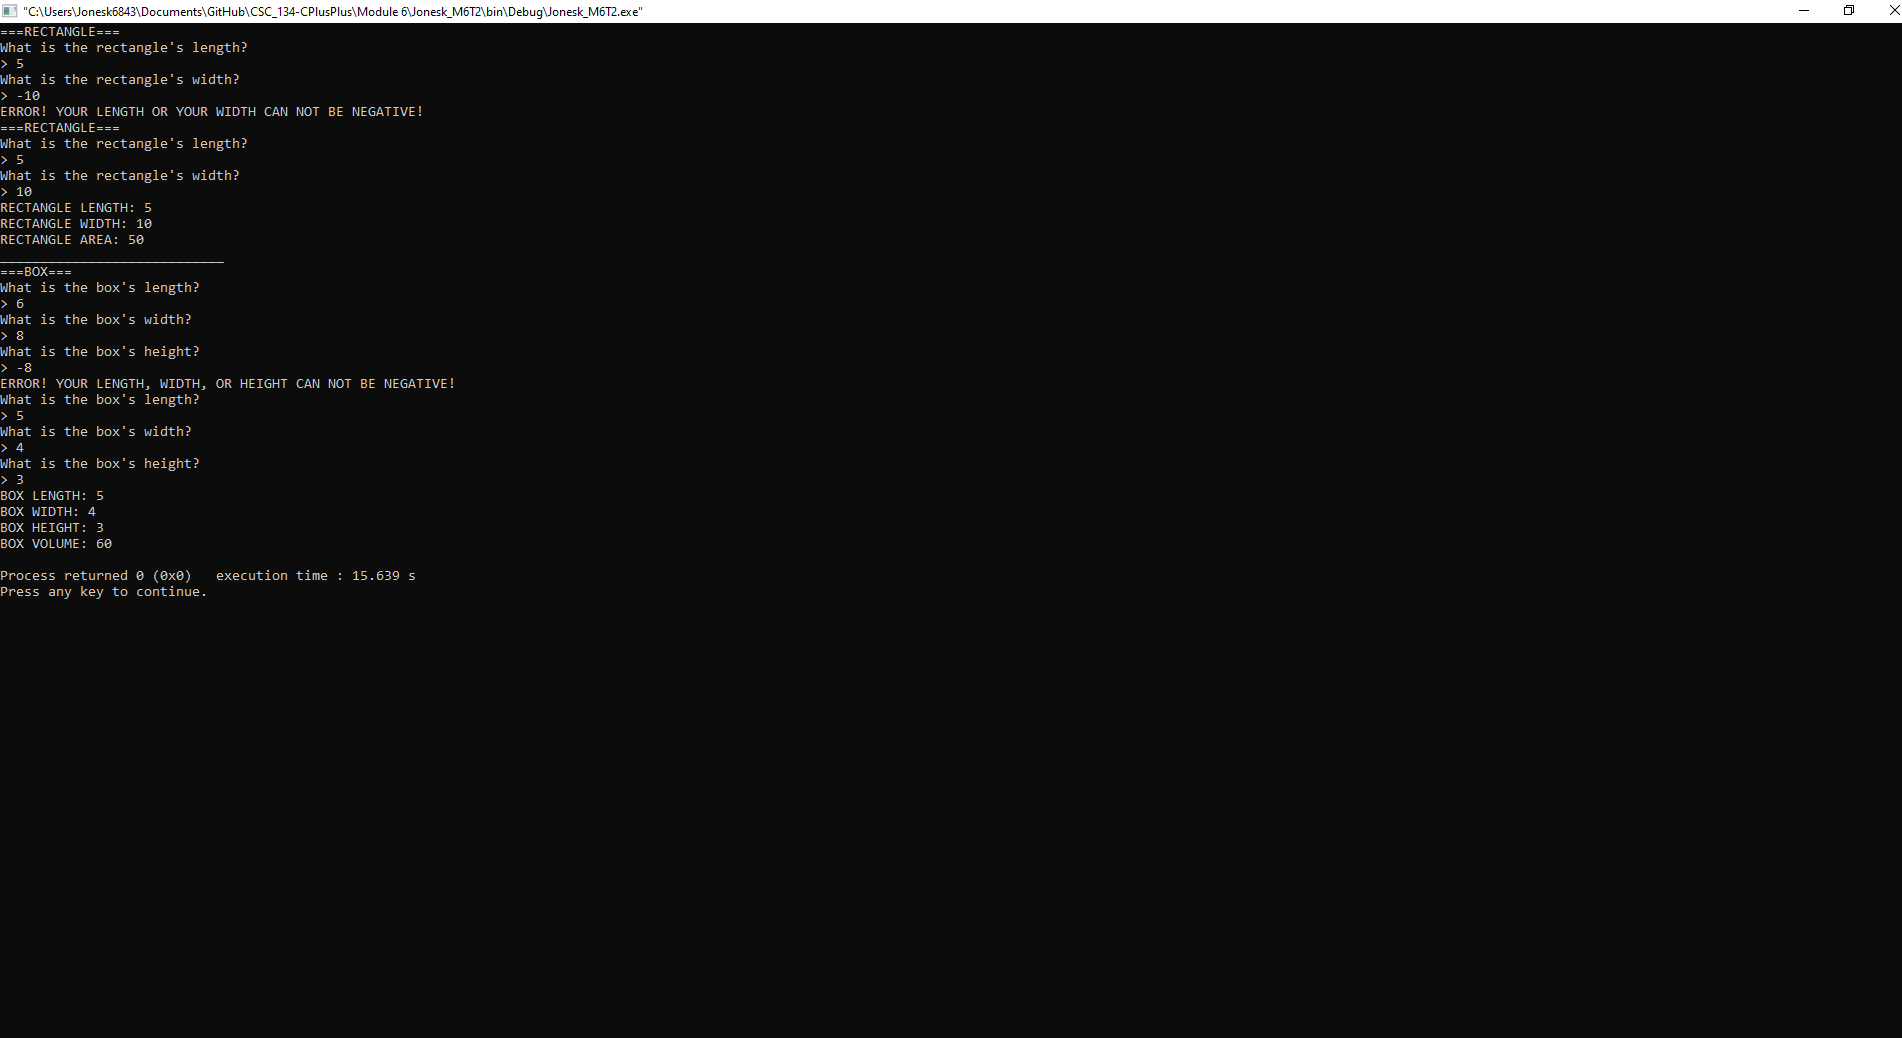 "C:\Users\Jonesk6843\Documents\GitHub\CSC_134-CPlusPlus\Module 6\Jonesk_M6T2\bin\Debug\Jonesk_M6T2.exe"
===RECTANGLE===
What is the rectangle's length?
> 5
What is the rectangle's width?
> -10
ERROR! YOUR LENGTH OR YOUR WIDTH CAN NOT BE NEGATIVE!
===RECTANGLE===
What is the rectangle's length?
> 5
What is the rectangle's width?
> 10
RECTANGLE LENGTH: 5
RECTANGLE WIDTH: 10
RECTANGLE AREA: 50
____________________________
===BOX===
What is the box's length?
> 6
What is the box's width?
> 8
What is the box's height?
> -8
ERROR! YOUR LENGTH, WIDTH, OR HEIGHT CAN NOT BE NEGATIVE!
What is the box's length?
> 5
What is the box's width?
> 4
What is the box's height?
> 3
BOX LENGTH: 5
BOX WIDTH: 4
BOX HEIGHT: 3
BOX VOLUME: 60
Process returned 0 (0x0)   execution time : 15.639 s
Press any key to continue.